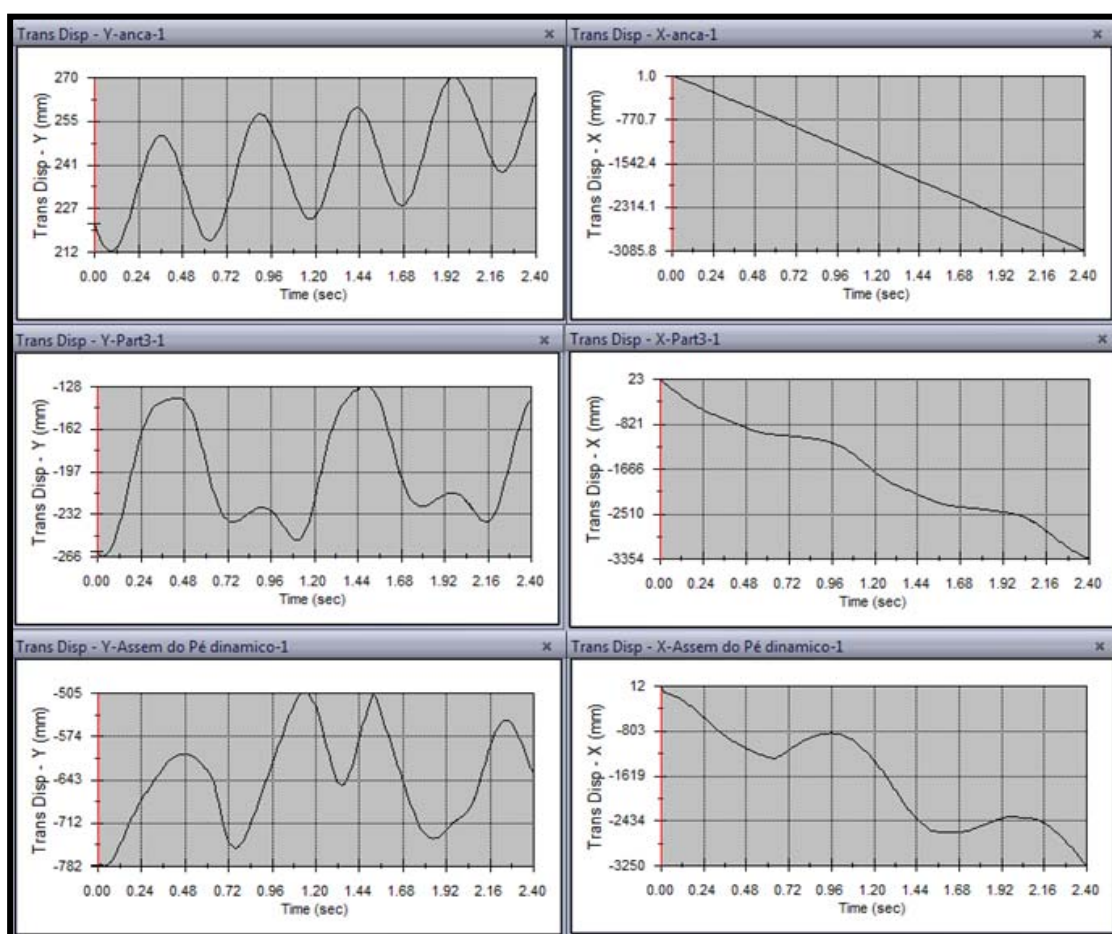 Trans Disp - Y-anca-1
Trans Disp - Y (mm)
270
255
241
227
212
0.00 0.24 0.48 0.72 0.96 1.20 1.44 1.68 1.92 2.16 2.40
Time (sec)
Trans Disp - X-anca-1
Trans Disp - X (mm)
1.0
-770.7
-1542.4
-2314.1
-3085.8
0.00 0.24 0.48 0.72 0.96 1.20 1.44 1.68 1.92 2.16 2.40
Time (sec)
Trans Disp - Y-Part3-1
Trans Disp - Y (mm)
-128
-162
-197
-232
-266
0.00 0.24 0.48 0.72 0.96 1.20 1.44 1.68 1.92 2.16 2.40
Time (sec)
Trans Disp - X-Part3-1
Trans Disp - X (mm)
23
-821
-1666
-2510
-3354
0.00 0.24 0.48 0.72 0.96 1.20 1.44 1.68 1.92 2.16 2.40
Time (sec)
Trans Disp - Y-Assem do Pé dinamico-1
Trans Disp - Y (mm)
-505
-574
-643
-712
-782
0.00 0.24 0.48 0.72 0.96 1.20 1.44 1.68 1.92 2.16 2.40
Time (sec)
Trans Disp - X-Assem do Pé dinamico-1
Trans Disp - X (mm)
12
-803
-1619
-2434
-3250
0.00 0.24 0.48 0.72 0.96 1.20 1.44 1.68 1.92 2.16 2.40
Time (sec)